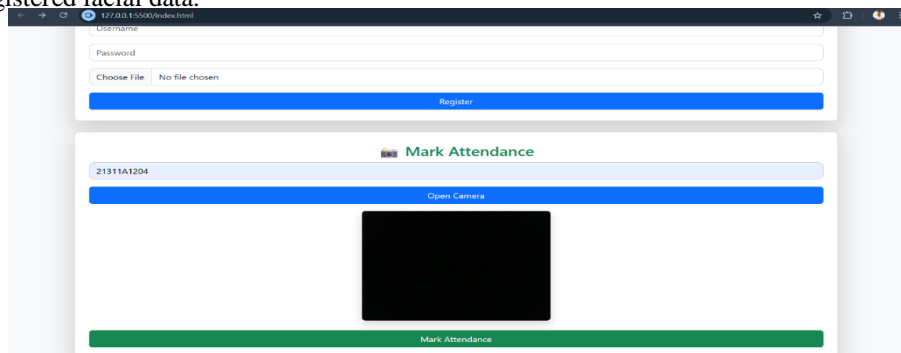 gistered facial data.
127.0.0.1:5500/index.html
Username
Password
Choose File No file chosen
Register
Mark Attendance
21311A1204
Open Camera
Mark Attendance